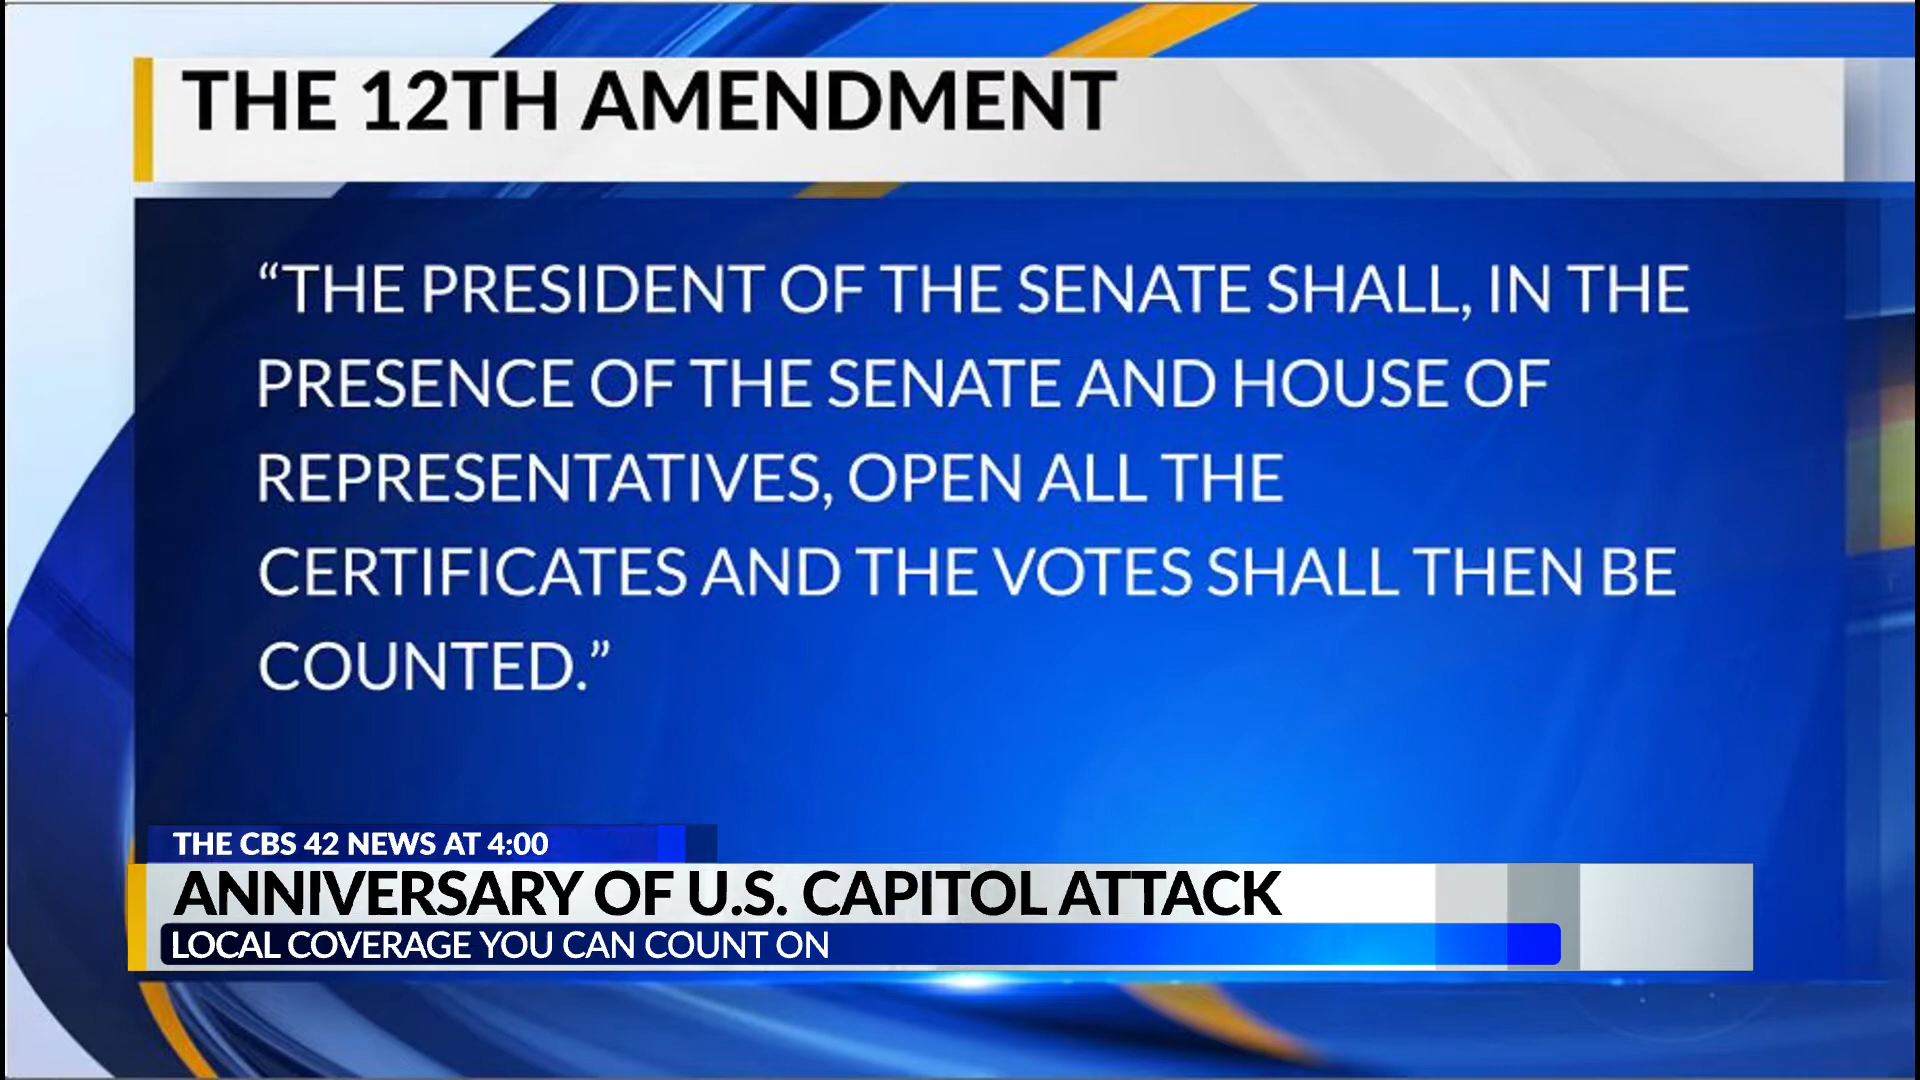 THE 12TH AMENDMENT
“THE PRESIDENT OF THE SENATE SHALL, IN THE
PRESENCE OF THE SENATE AND HOUSE OF
REPRESENTATIVES, OPEN ALL THE
CERTIFICATES AND THE VOTES SHALL THEN BE
COUNTED.”
THE CBS 42 NEWS AT 4:00
ANNIVERSARY OF U.S. CAPITOL ATTACK
LOCAL COVERAGE YOU CAN COUNT ON